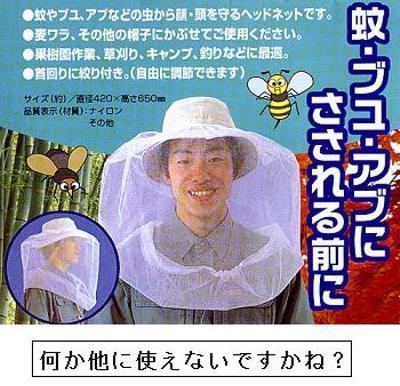 ●蚊やブユ、アブなどの虫から顔・頭を守るヘッドネットです。
●麦ワラ、その他の帽子にかぶせてご使用ください。
●果樹園作業、草刈り、キャンプ、釣りなどに最適。
●首回りに絞り付き。(自由に調節できます)
サイズ(約)/直径420×高さ650㎜
品質表示(材質):ナイロン
その他
蚊・ブユ・アブに
さされる前に
何か他に使えないですかね?